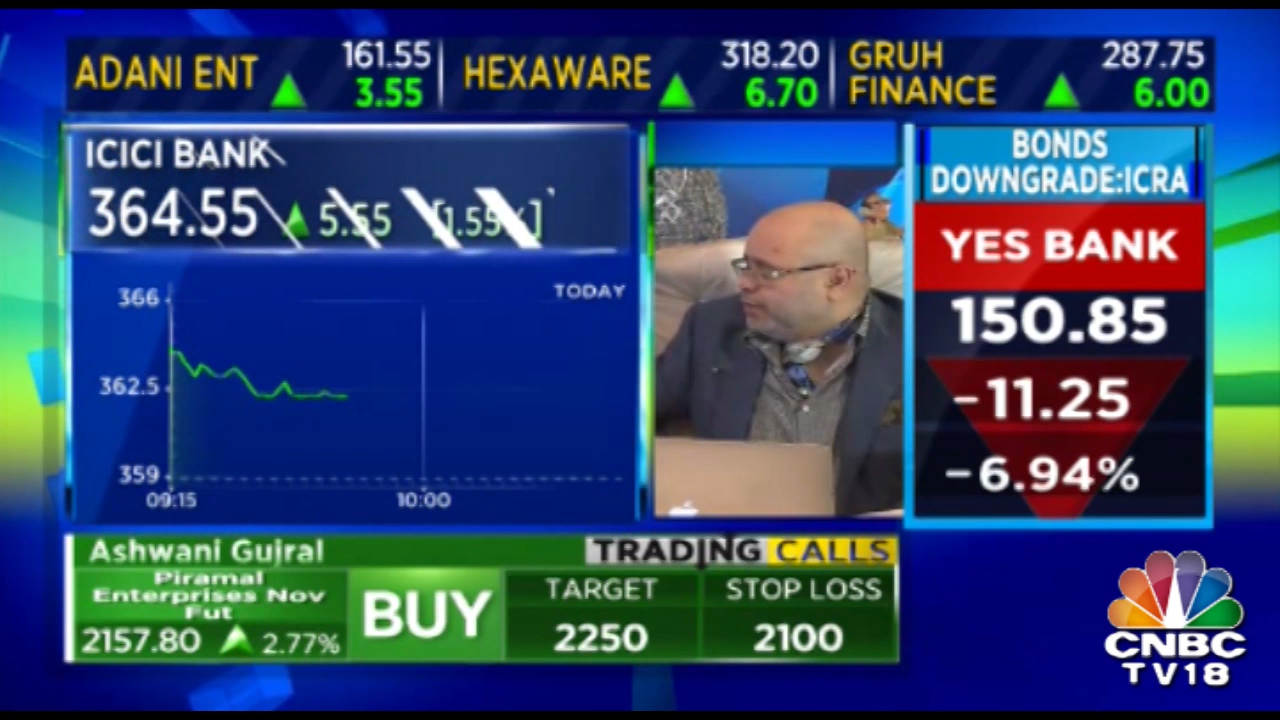 ADANI ENT 161.55 3.55
HEXAWARE 318.20 6.70
GRUH FINANCE 287.75 6.00
ICICI BANK
364.55 5.55 [1.55%]
TODAY
366
362.5
359
09:15 10:00
BONDS
DOWNGRADE:ICRA
YES BANK
150.85
-11.25
-6.94%
Ashwani Gujral
TRADING CALLS
Piramal
Enterprises Nov
Fut
2157.80 2.77%
BUY
TARGET
2250
STOP LOSS
2100
CNBC
TV18